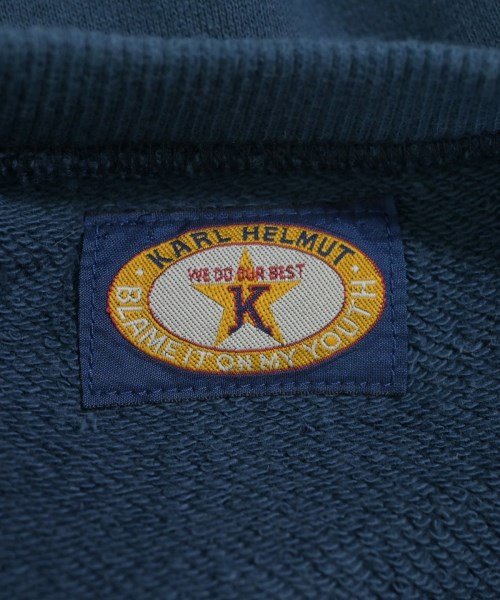 · KARL HELMUT ·
WE DO OUR BEST
K
BLAME IT ON MY YOUTH